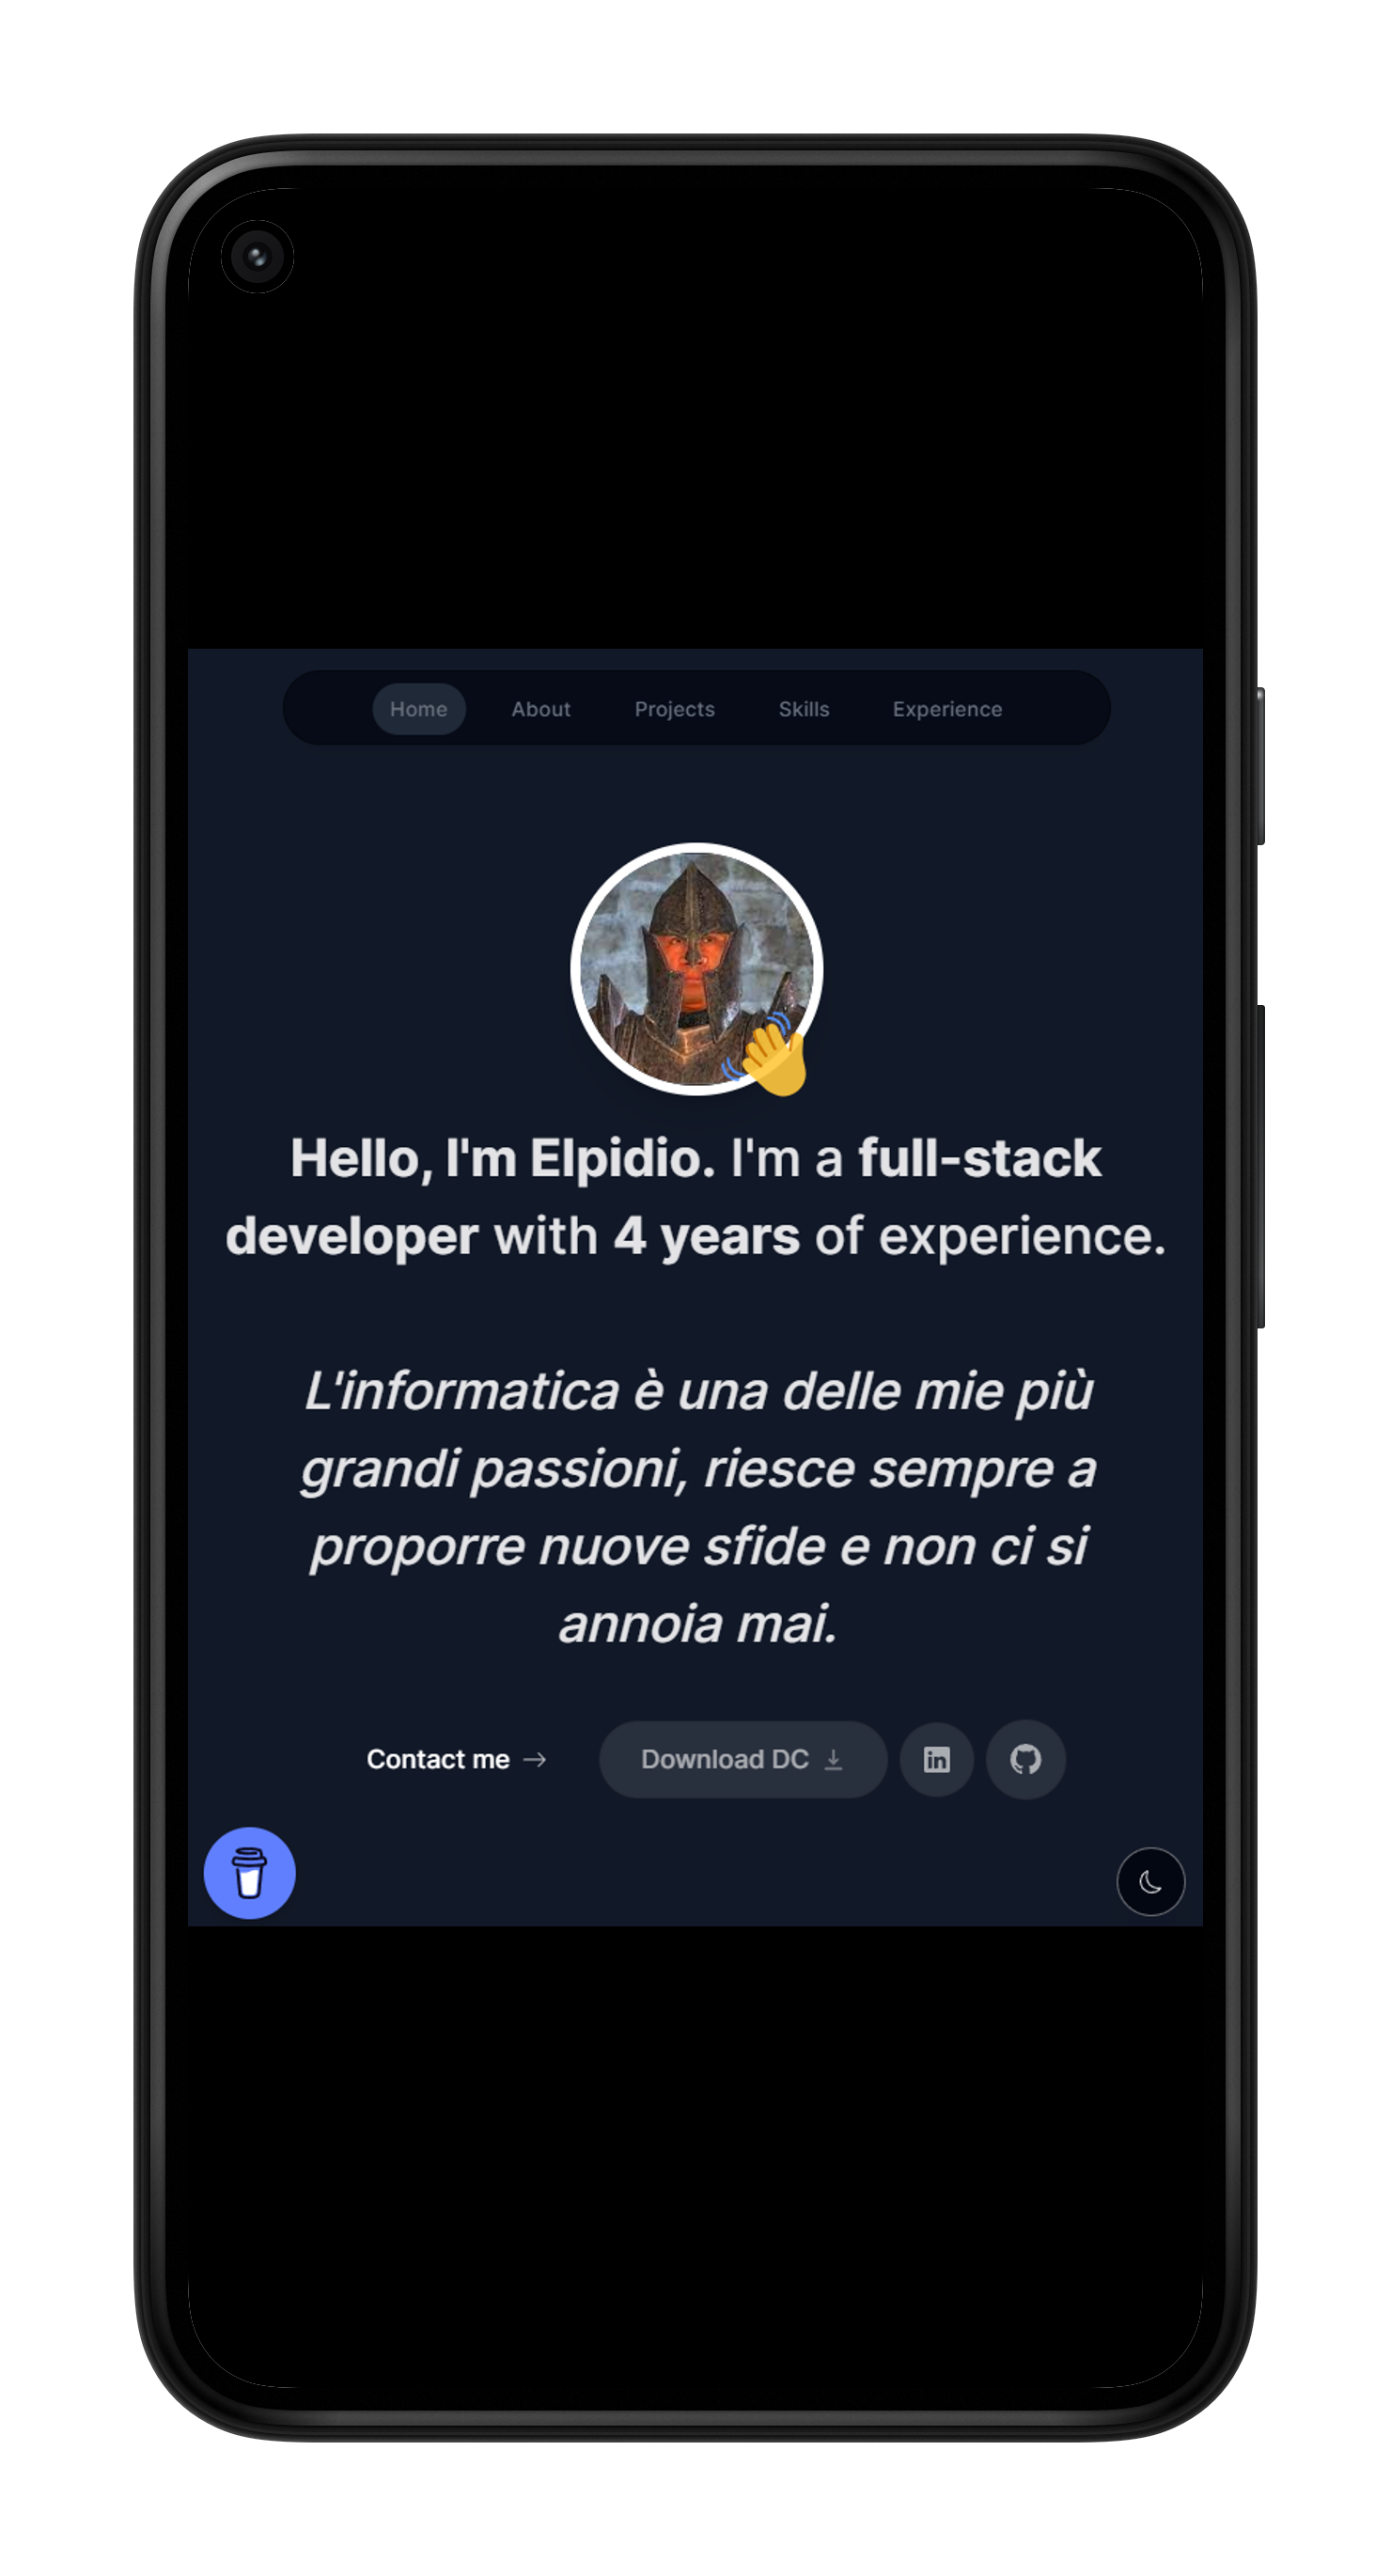 Home About Projects Skills Experience
Hello, I'm Elpidio. I'm a full-stack
developer with 4 years of experience.
L'informatica è una delle mie più
grandi passioni, riesce sempre a
proporre nuove sfide e non ci si
annoia mai.
Contact me → Download DC in